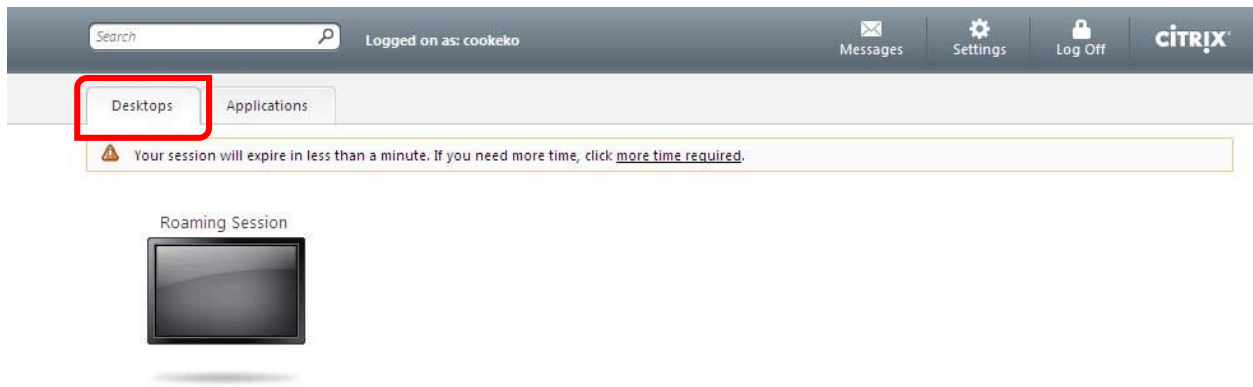 Search
Logged on as: cookeko
Messages
Settings
Log Off
CITRIX
Desktops
Applications
Your session will expire in less than a minute. If you need more time, click more time required.
Roaming Session